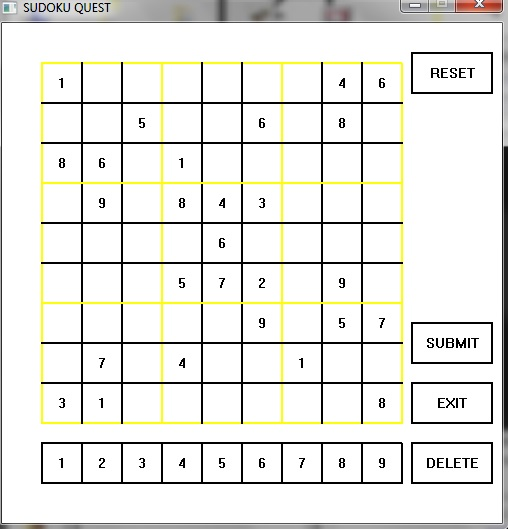 SUDOKU QUEST
1 4 6 RESET
5 6 8
8 6 1
9 8 4 3
6
5 7 2 9
9 5 7
SUBMIT
7 4 1
3 1 8 EXIT
1 2 3 4 5 6 7 8 9 DELETE